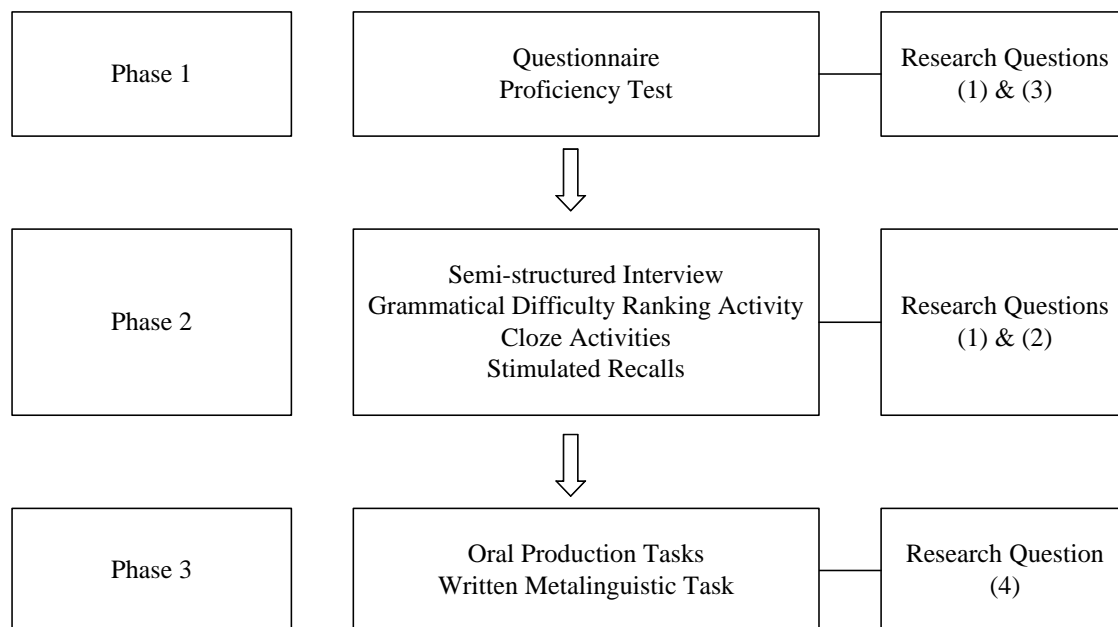 Phase 1
Questionnaire
Proficiency Test
Research Questions
(1) & (3)
Phase 2
Semi-structured Interview
Grammatical Difficulty Ranking Activity
Cloze Activities
Stimulated Recalls
Research Questions
(1) & (2)
Phase 3
Oral Production Tasks
Written Metalinguistic Task
Research Question
(4)